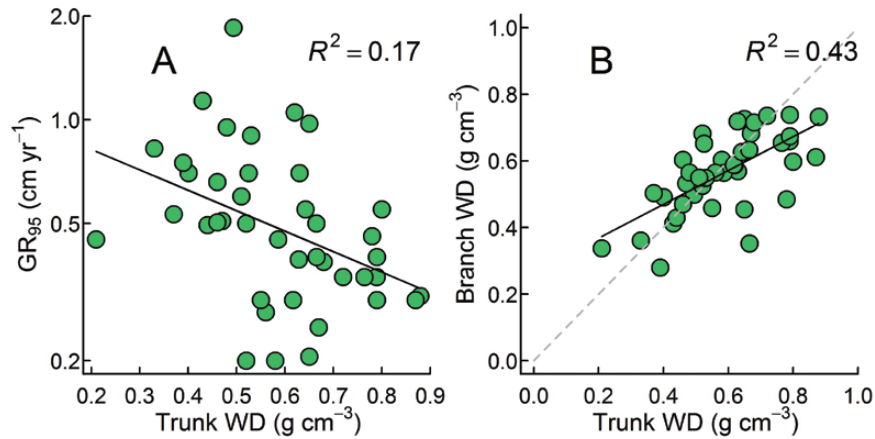 A
R² = 0.17
GR₉₅ (cm yr⁻¹)
2.0
1.0
0.5
0.2
0.2 0.3 0.4 0.5 0.6 0.7 0.8 0.9
Trunk WD (g cm⁻³)
B
R² = 0.43
Branch WD (g cm⁻³)
1.0
0.8
0.6
0.4
0.2
0.0
0.0 0.2 0.4 0.6 0.8 1.0
Trunk WD (g cm⁻³)